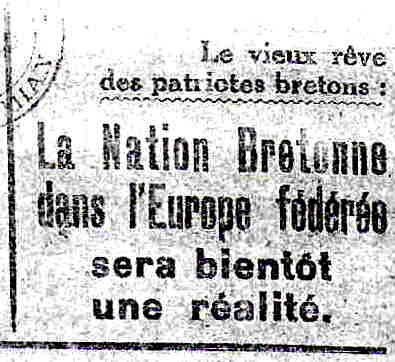 Le vieux rêve
des patriotes bretons :
La Nation Bretonne
dans l'Europe fédérée
sera bientôt
une réalité.